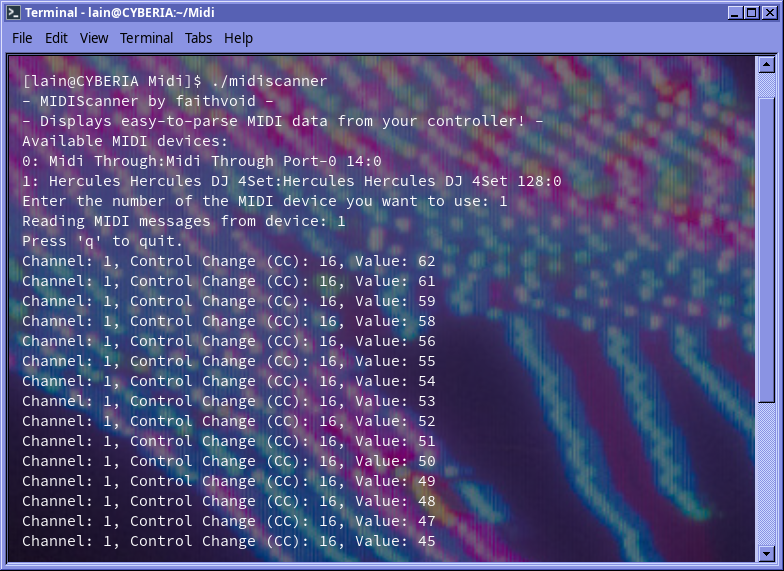 Terminal - lain@CYBERIA:~/Midi
File Edit View Terminal Tabs Help
[lain@CYBERIA Midi]$ ./midiscanner
- MIDIScanner by faithvoid -
- Displays easy-to-parse MIDI data from your controller! -
Available MIDI devices:
0: Midi Through:Midi Through Port-0 14:0
1: Hercules Hercules DJ 4Set:Hercules Hercules DJ 4Set 128:0
Enter the number of the MIDI device you want to use: 1
Reading MIDI messages from device: 1
Press 'q' to quit.
Channel: 1, Control Change (CC): 16, Value: 62
Channel: 1, Control Change (CC): 16, Value: 61
Channel: 1, Control Change (CC): 16, Value: 59
Channel: 1, Control Change (CC): 16, Value: 58
Channel: 1, Control Change (CC): 16, Value: 56
Channel: 1, Control Change (CC): 16, Value: 55
Channel: 1, Control Change (CC): 16, Value: 54
Channel: 1, Control Change (CC): 16, Value: 53
Channel: 1, Control Change (CC): 16, Value: 52
Channel: 1, Control Change (CC): 16, Value: 51
Channel: 1, Control Change (CC): 16, Value: 50
Channel: 1, Control Change (CC): 16, Value: 49
Channel: 1, Control Change (CC): 16, Value: 48
Channel: 1, Control Change (CC): 16, Value: 47
Channel: 1, Control Change (CC): 16, Value: 45